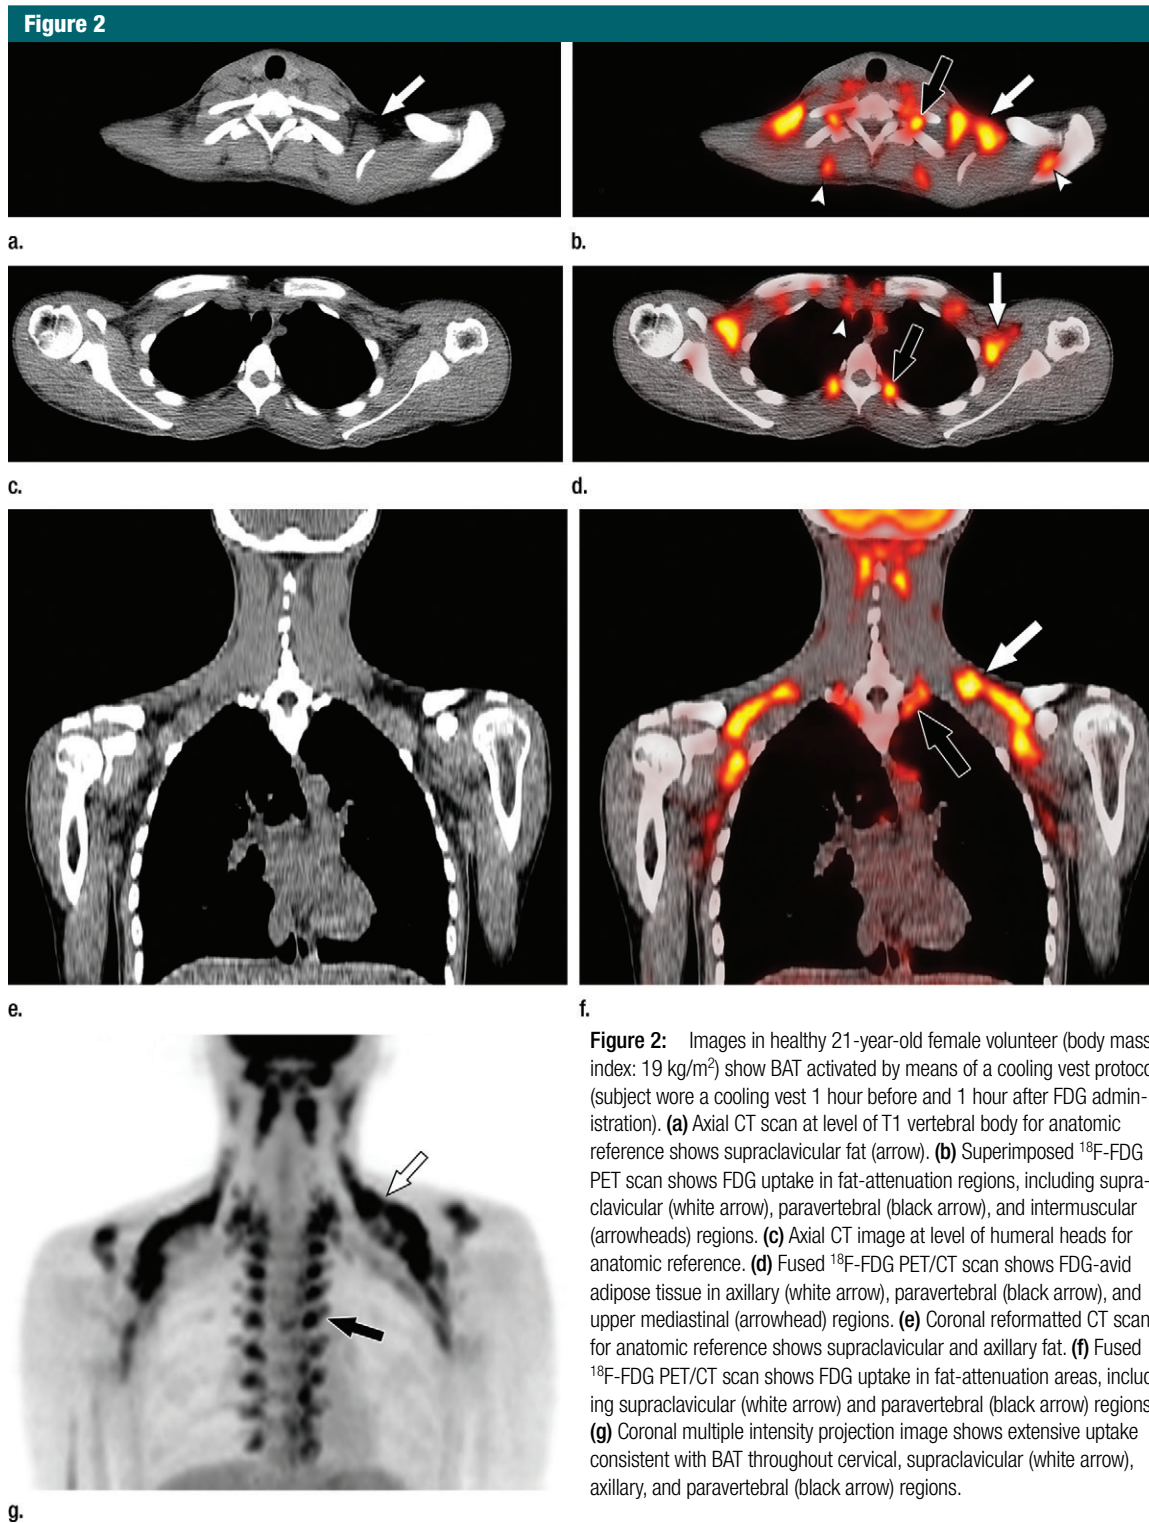 Figure 2
a.
b.
c.
d.
e.
f.
Figure 2: Images in healthy 21-year-old female volunteer (body mass
index: 19 kg/m²) show BAT activated by means of a cooling vest protoco
(subject wore a cooling vest 1 hour before and 1 hour after FDG admin-
istration). (a) Axial CT scan at level of T1 vertebral body for anatomic
reference shows supraclavicular fat (arrow). (b) Superimposed ¹⁸F-FDG
PET scan shows FDG uptake in fat-attenuation regions, including supra-
clavicular (white arrow), paravertebral (black arrow), and intermuscular
(arrowheads) regions. (c) Axial CT image at level of humeral heads for
anatomic reference. (d) Fused ¹⁸F-FDG PET/CT scan shows FDG-avid
adipose tissue in axillary (white arrow), paravertebral (black arrow), and
upper mediastinal (arrowhead) regions. (e) Coronal reformatted CT scan
for anatomic reference shows supraclavicular and axillary fat. (f) Fused
¹⁸F-FDG PET/CT scan shows FDG uptake in fat-attenuation areas, includ
ing supraclavicular (white arrow) and paravertebral (black arrow) regions
(g) Coronal multiple intensity projection image shows extensive uptake
consistent with BAT throughout cervical, supraclavicular (white arrow),
axillary, and paravertebral (black arrow) regions.
g.